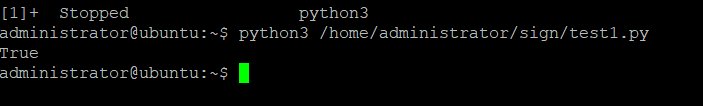 [1]+  Stopped                 python3
administrator@ubuntu:~$ python3 /home/administrator/sign/test1.py
True
administrator@ubuntu:~$